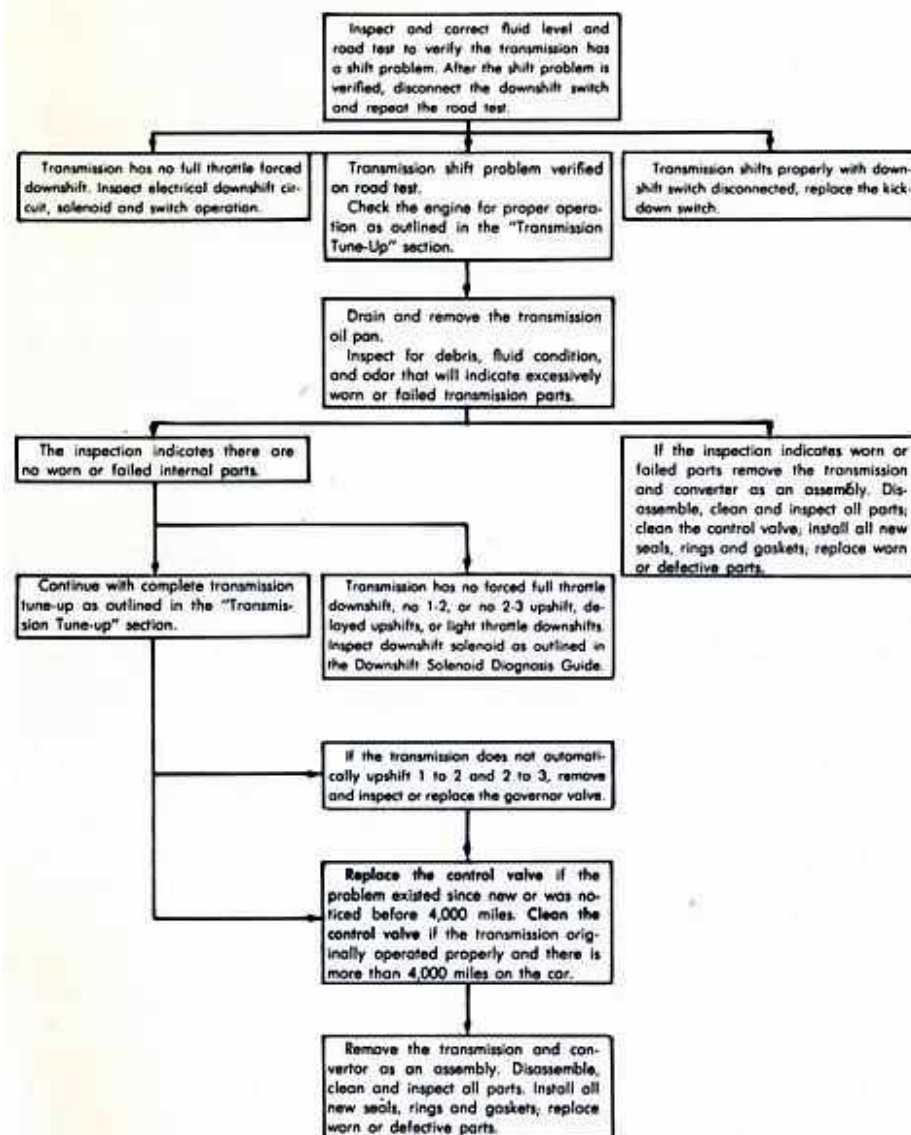 Inspect and correct fluid level and
road test to verify the transmission has
a shift problem. After the shift problem is
verified, disconnect the downshift switch
and repeat the road test.
Transmission has no full throttle forced
downshift. Inspect electrical downshift cir-
cuit, solenoid and switch operation.
Transmission shift problem verified
on road test.
Check the engine for proper opera-
tion as outlined in the "Transmission
Tune-Up" section.
Transmission shifts properly with down-
shift switch disconnected, replace the kick-
down switch.
Drain and remove the transmission
oil pan.
Inspect for debris, fluid condition,
and odor that will indicate excessively
worn or failed transmission parts.
The inspection indicates there are
no worn or failed internal parts.
If the inspection indicates worn or
failed parts remove the transmission
and converter as an assembly. Dis-
assemble, clean and inspect all parts;
clean the control valve; install all new
seals, rings and gaskets; replace worn
or defective parts.
Continue with complete transmission
tune-up as outlined in the "Transmis-
sion Tune-up" section.
Transmission has no forced full throttle
downshift, no 1-2, or no 2-3 upshift, de-
layed upshifts, or light throttle downshifts.
Inspect downshift solenoid as outlined in
the Downshift Solenoid Diagnosis Guide.
If the transmission does not automati-
cally upshift 1 to 2 and 2 to 3, remove
and inspect or replace the governor valve.
Replace the control valve if the
problem existed since new or was no-
ticed before 4,000 miles. Clean the
control valve if the transmission orig-
inally operated properly and there is
more than 4,000 miles on the car.
Remove the transmission and con-
vertor as an assembly. Disassemble,
clean and inspect all parts. Install all
new seals, rings and gaskets; replace
worn or defective parts.